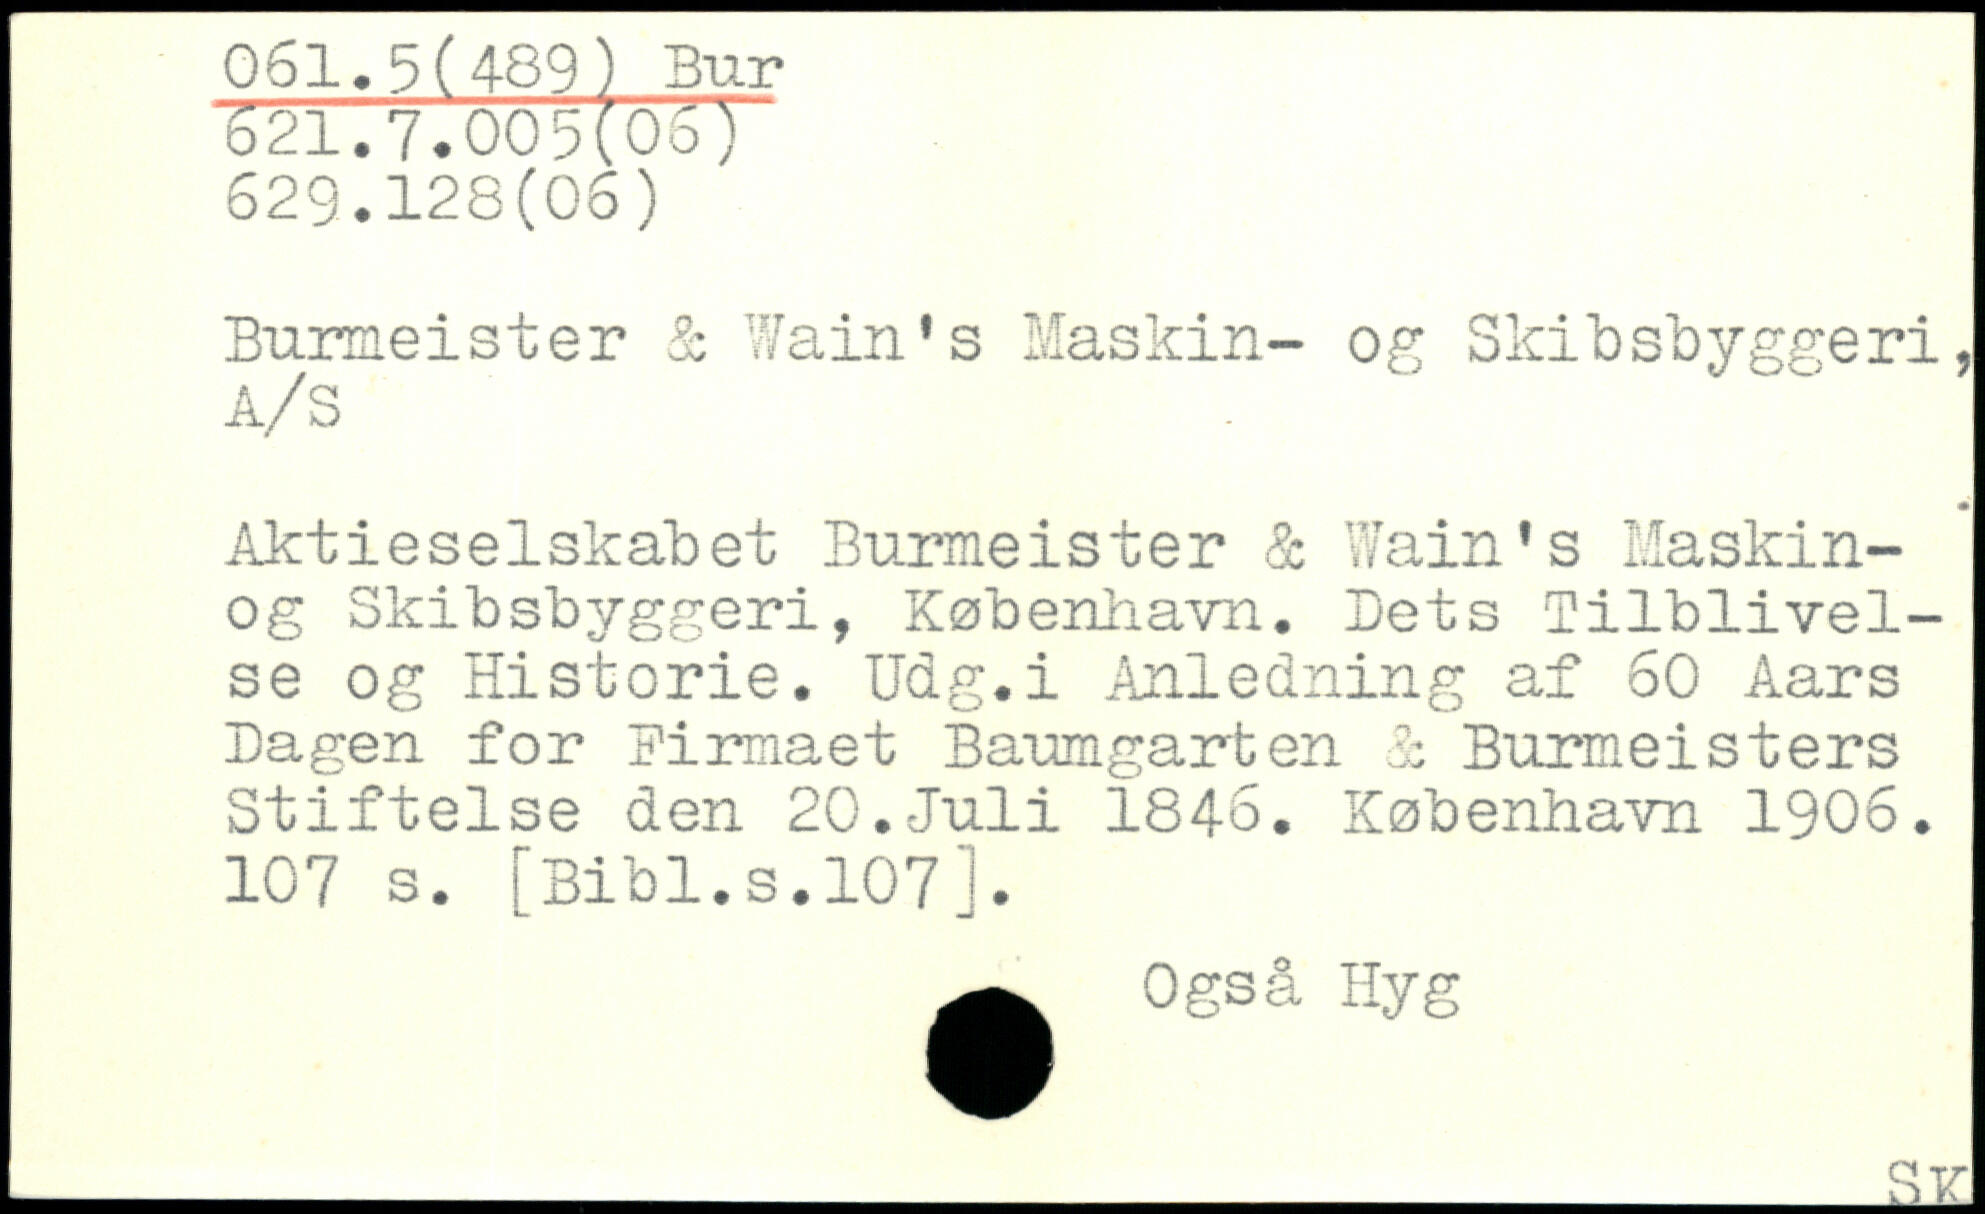 061.5(489) Bur
621.7.005(06)
629.128(06)
Burmeister & Wain's Maskin- og Skibsbyggeri,
A/S
Aktieselskabet Burmeister & Wain's Maskin-
og Skibsbyggeri, København. Dets Tilblivel-
se og Historie. Udg.i Anledning af 60 Aars
Dagen for Firmaet Baumgarten & Burmeisters
Stiftelse den 20.Juli 1846. København 1906.
107 s. [Bibl.s.107].
Også Hyg
SK